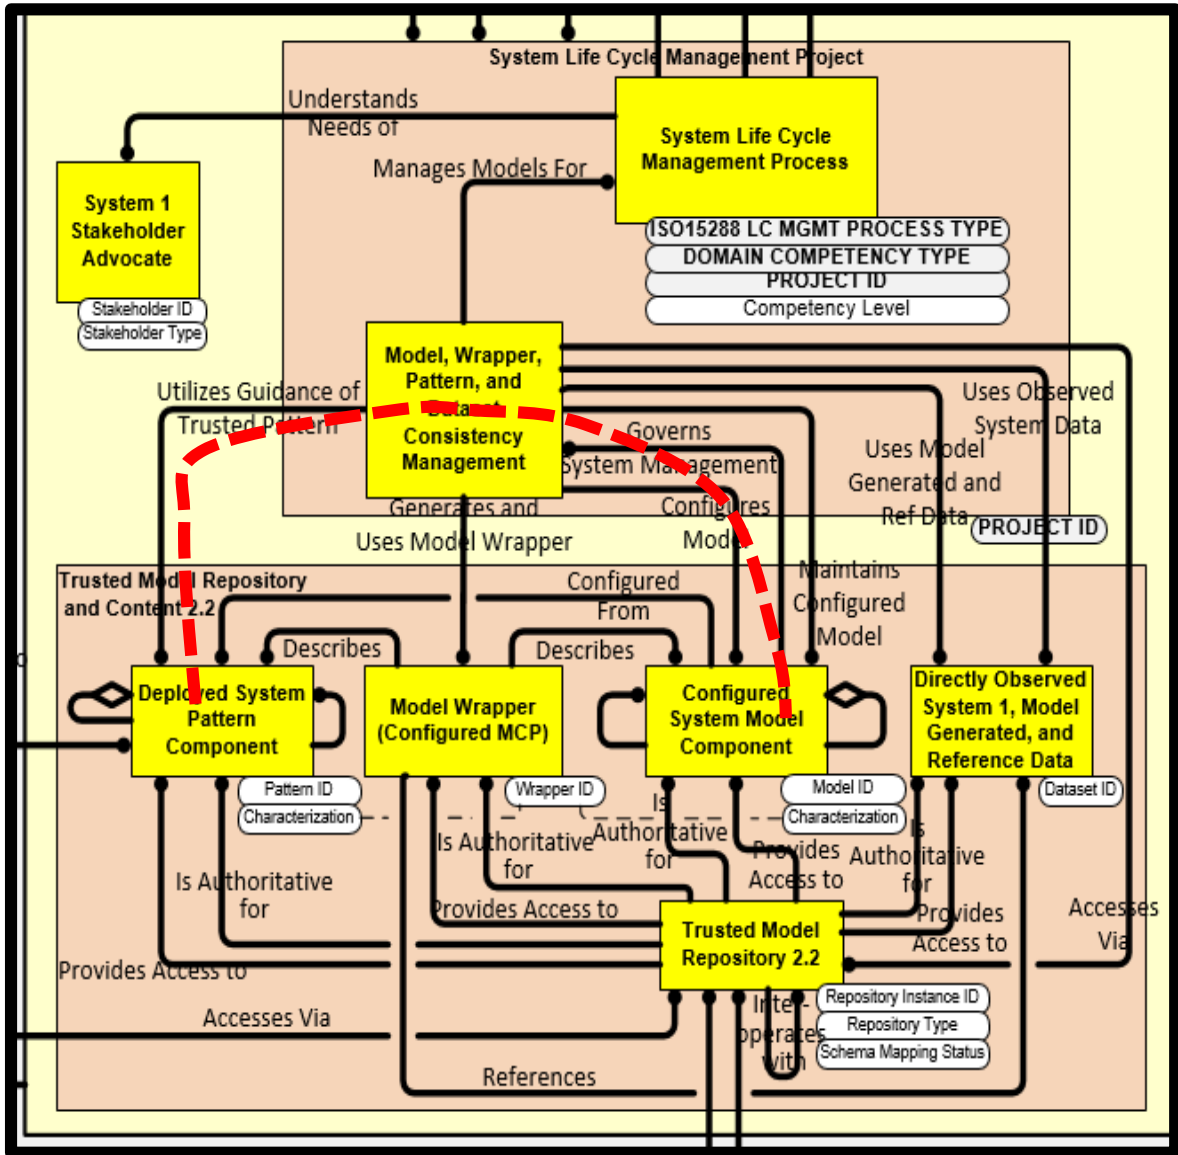 System Life Cycle Management Project
Understands
Needs of
System Life Cycle
Management Process
Manages Models For
System 1
Stakeholder
Advocate
ISO15288 LC MGMT PROCESS TYPE
DOMAIN COMPETENCY TYPE
PROJECT ID
Competency Level
Stakeholder ID
Stakeholder Type
Model, Wrapper,
Pattern, and
Dataset
Consistency
Management
Utilizes Guidance of
Trusted Pattern
Uses Observed
System Data
Governs
System Management
Uses Model
Generated and
Ref Data
Generates and
Uses Model Wrapper
Configures
Model
PROJECT ID
Trusted Model Repository
and Content 2.2
Configured
From
Maintains
Configured
Model
Describes
Describes
Deployed System
Pattern
Component
Model Wrapper
(Configured MCP)
Configured
System Model
Component
Directly Observed
System 1, Model
Generated, and
Reference Data
Pattern ID
Characterization
Wrapper ID
Model ID
Characterization
Dataset ID
Is Authoritative
for
Is Authoritative
for
Is
Authoritative
for
Provides
Access to
Is
Authoritative
for
Provides Access to
Provides
Access to
Accesses
Via
Trusted Model
Repository 2.2
Provides Access to
Accesses Via
Inter-
operates
with
Repository Instance ID
Repository Type
Schema Mapping Status
References